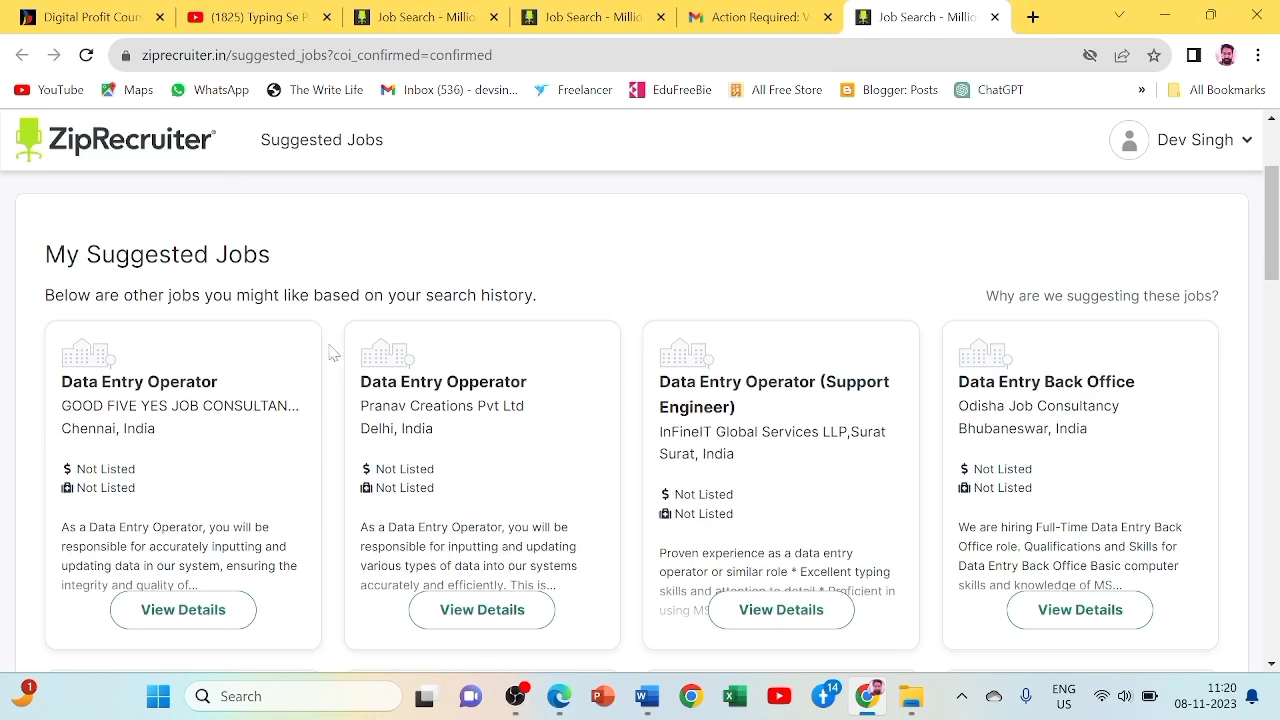 Digital Profit Cour
(1825) Typing Se P
Job Search - Millio
Job Search - Millio
Action Required: V
Job Search - Millio
ziprecruiter.in/suggested_jobs?coi_confirmed=confirmed
YouTube
Maps
WhatsApp
The Write Life
Inbox (536) - devsin...
Freelancer
EduFreeBie
All Free Store
Blogger: Posts
ChatGPT
»
All Bookmarks
ZipRecruiter
Suggested Jobs
Dev Singh
My Suggested Jobs
Below are other jobs you might like based on your search history.
Why are we suggesting these jobs?
Data Entry Operator
GOOD FIVE YES JOB CONSULTAN...
Chennai, India
$ Not Listed
Not Listed
As a Data Entry Operator, you will be
responsible for accurately inputting and
updating data in our system, ensuring the
integrity and quality of...
View Details
Data Entry Opperator
Pranav Creations Pvt Ltd
Delhi, India
$ Not Listed
Not Listed
As a Data Entry Operator, you will be
responsible for inputting and updating
various types of data into our systems
accurately and efficiently. This is...
View Details
Data Entry Operator (Support
Engineer)
InFineIT Global Services LLP,Surat
Surat, India
$ Not Listed
Not Listed
Proven experience as a data entry
operator or similar role * Excellent typing
skills and attention to detail * Proficient in
using MS
View Details
Data Entry Back Office
Odisha Job Consultancy
Bhubaneswar, India
$ Not Listed
Not Listed
We are hiring Full-Time Data Entry Back
Office role. Qualifications and Skills for
Data Entry Back Office Basic computer
skills and knowledge of MS...
View Details
1
Search
14
ENG
US
11:20
08-11-2023